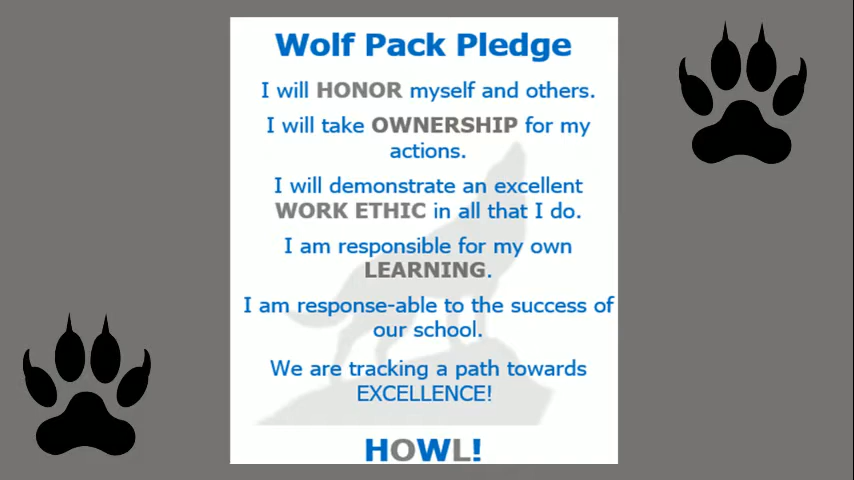 Wolf Pack Pledge
I will HONOR myself and others.
I will take OWNERSHIP for my
actions.
I will demonstrate an excellent
WORK ETHIC in all that I do.
I am responsible for my own
LEARNING.
I am response-able to the success of
our school.
We are tracking a path towards
EXCELLENCE!
HOWL!